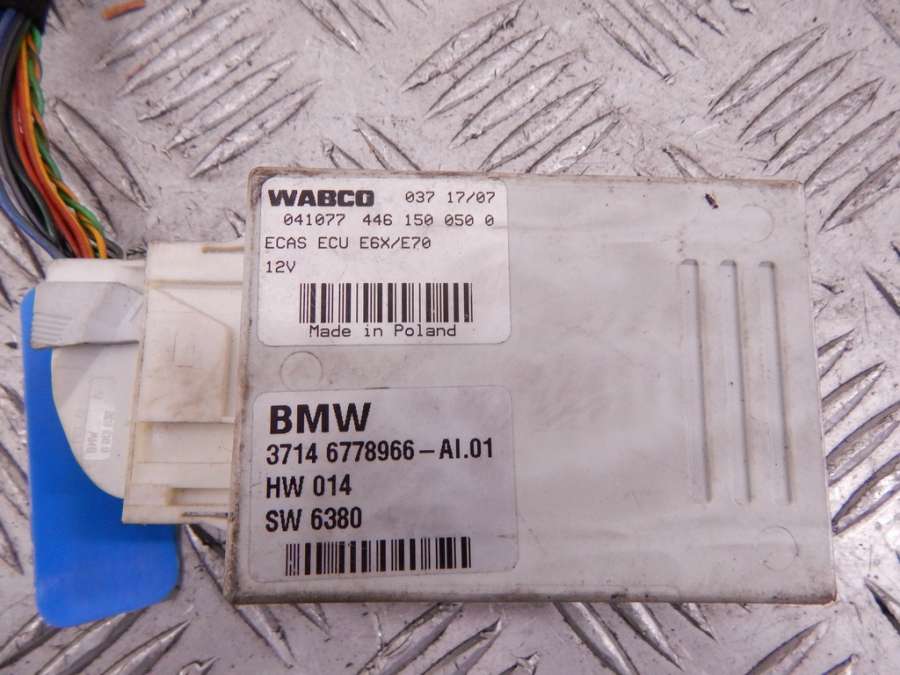 WABCO 037 17/07
041077 446 150 050 0
ECAS ECU E6X/E70
12V
Made in Poland
BMW
3714 6778966-AI.01
HW 014
SW 6380